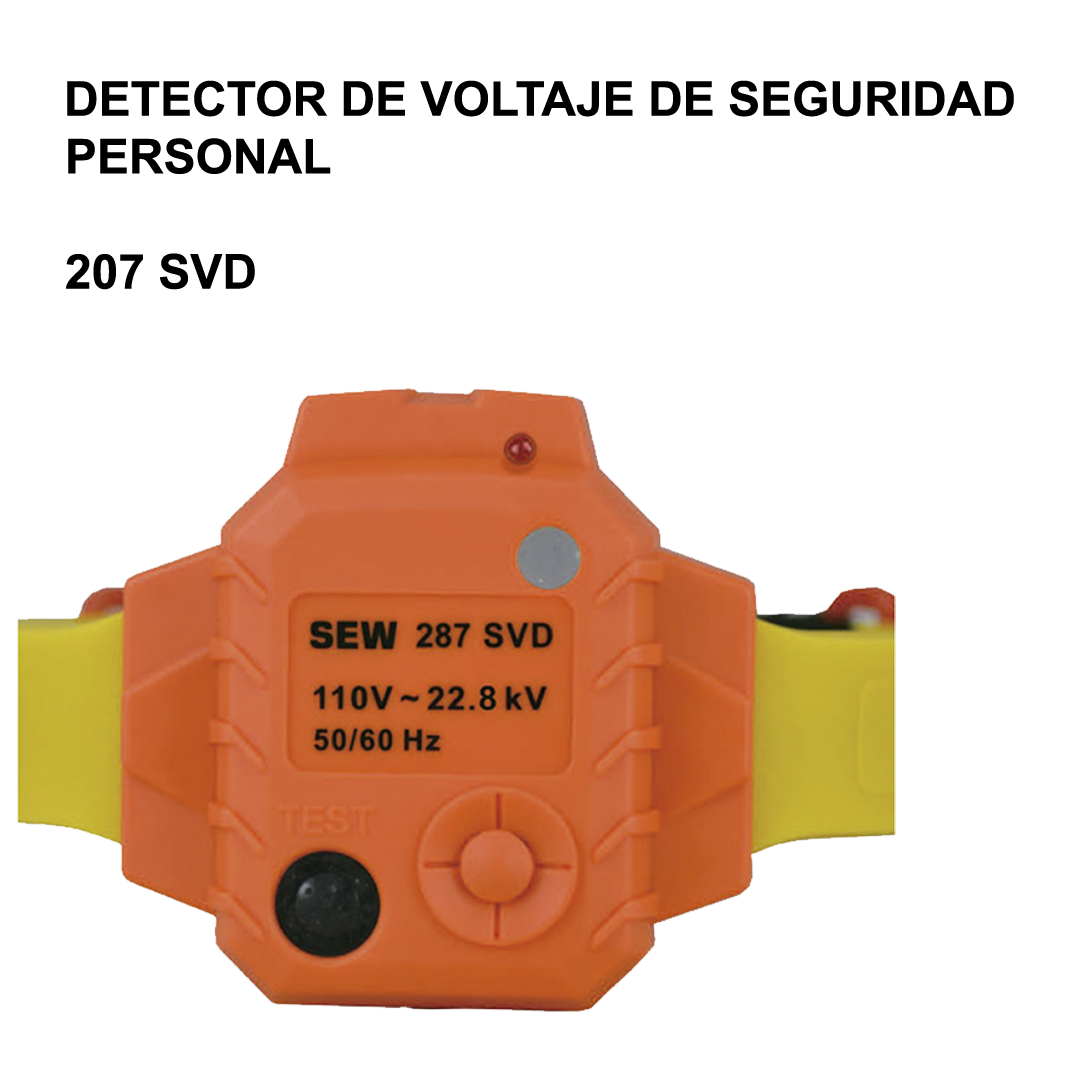 DETECTOR DE VOLTAJE DE SEGURIDAD
PERSONAL
207 SVD
SEW 287 SVD
110V ~ 22.8 kV
50/60 Hz
TEST